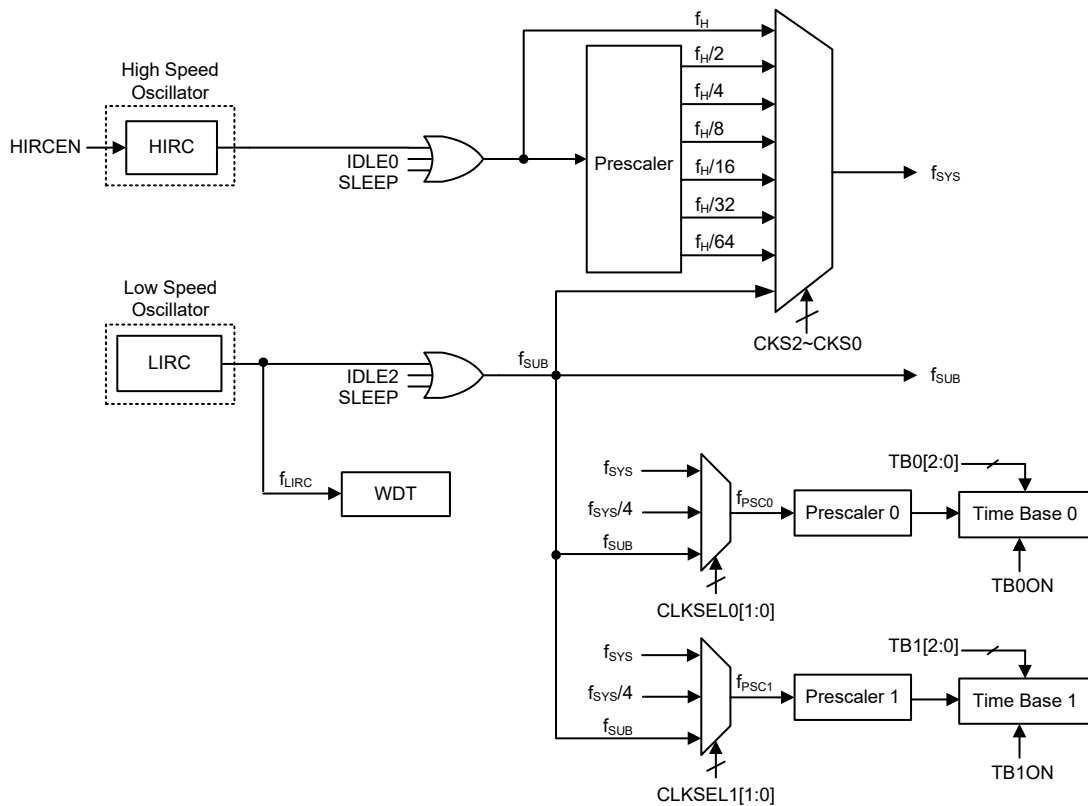 High Speed
Oscillator
HIRCEN
HIRC
IDLE0
SLEEP
Prescaler
fH
fH/2
fH/4
fH/8
fH/16
fH/32
fH/64
fSYS
CKS2~CKS0
Low Speed
Oscillator
LIRC
IDLE2
SLEEP
fSUB
fSUB
fLIRC
WDT
fSYS
fSYS/4
fSUB
CLKSEL0[1:0]
fPSC0
Prescaler 0
TB0[2:0]
Time Base 0
TB0ON
fSYS
fSYS/4
fSUB
CLKSEL1[1:0]
fPSC1
Prescaler 1
TB1[2:0]
Time Base 1
TB1ON